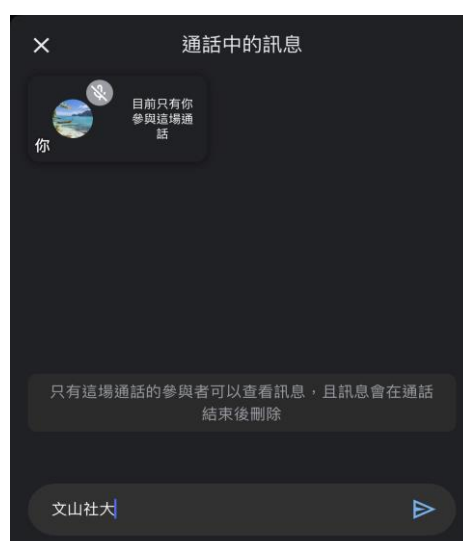 通話中的訊息
目前只有你
參與這場通
話
你
只有這場通話的參與者可以查看訊息，且訊息會在通話
結束後刪除
文山社大